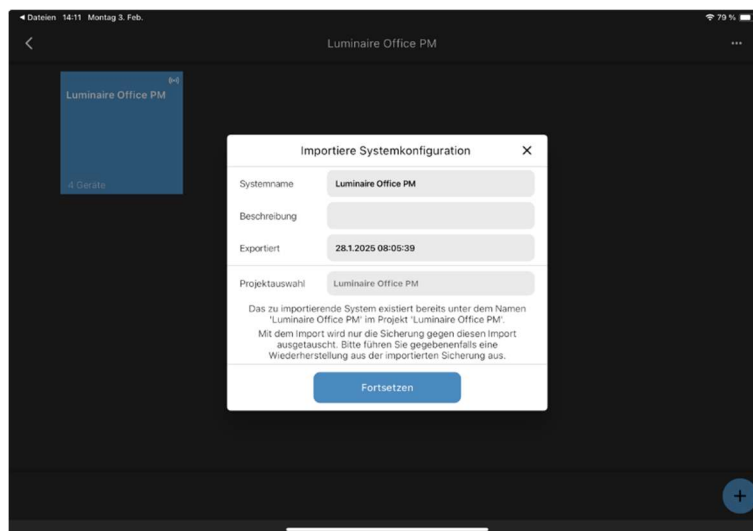 ◀ Dateien 14:11 Montag 3. Feb. 79 %
Luminaire Office PM
Luminaire Office PM
4 Geräte
Importiere Systemkonfiguration
Systemname Luminaire Office PM
Beschreibung
Exportiert 28.1.2025 08:05:39
Projektauswahl Luminaire Office PM
Das zu importierende System existiert bereits unter dem Namen
'Luminaire Office PM' im Projekt 'Luminaire Office PM'.
Mit dem Import wird nur die Sicherung gegen diesen Import
ausgetauscht. Bitte führen Sie gegebenenfalls eine
Wiederherstellung aus der importierten Sicherung aus.
Fortsetzen